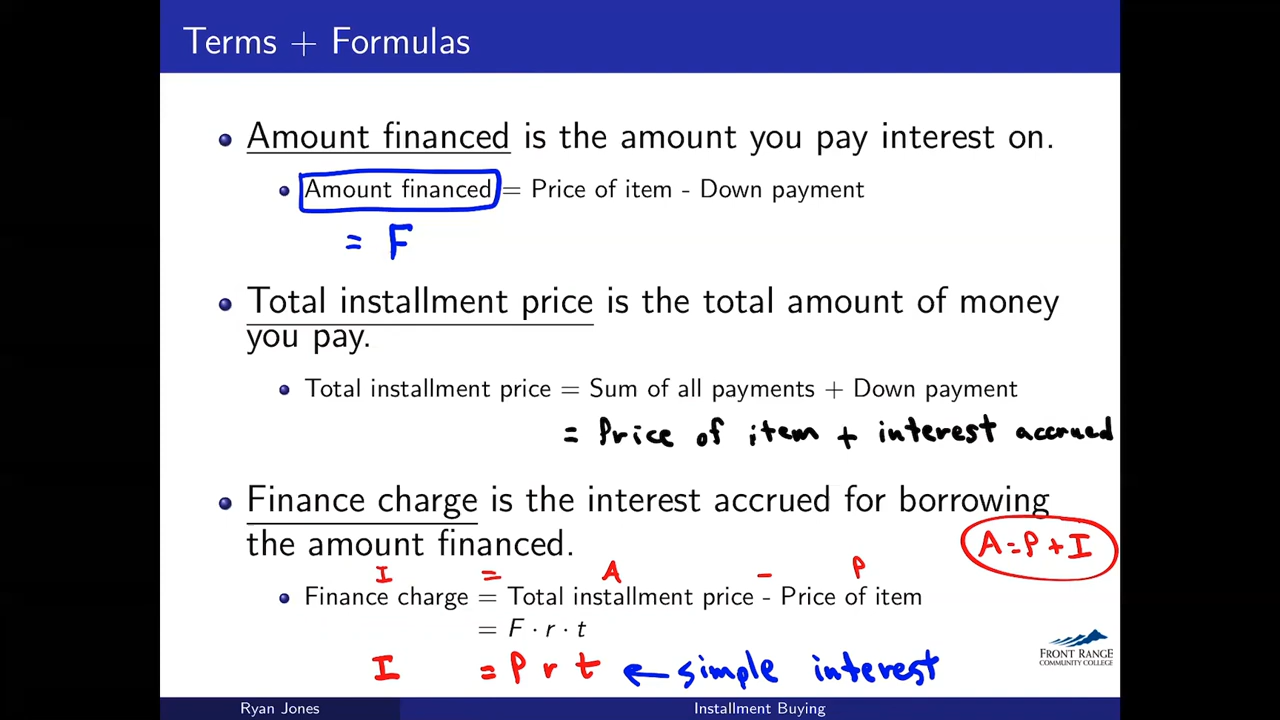 Terms + Formulas
Amount financed is the amount you pay interest on.
Amount financed = Price of item - Down payment
= F
Total installment price is the total amount of money
you pay.
Total installment price = Sum of all payments + Down payment
= Price of item + interest accrued
Finance charge is the interest accrued for borrowing
the amount financed.
A = P + I
I = A - P
Finance charge = Total installment price - Price of item
= F · r · t
I = P r t ← simple interest
FRONT RANGE
COMMUNITY COLLEGE
Ryan Jones Installment Buying